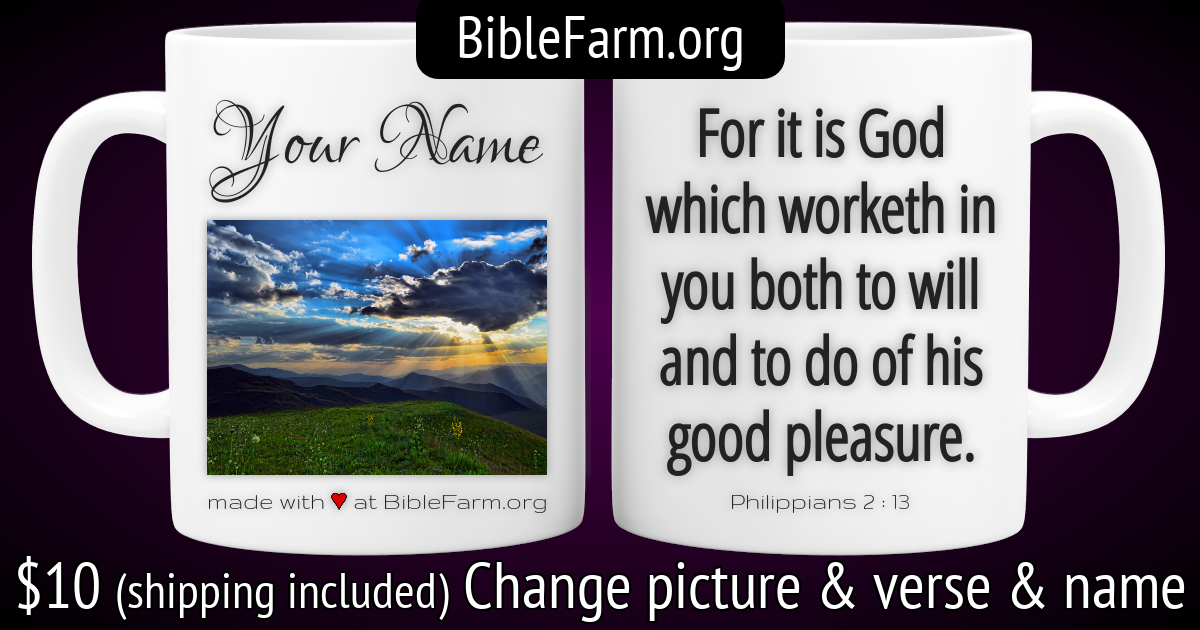 BibleFarm.org
Your Name
made with ♥ at BibleFarm.org
For it is God
which worketh in
you both to will
and to do of his
good pleasure.
Philippians 2 : 13
$10 (shipping included) Change picture & verse & name